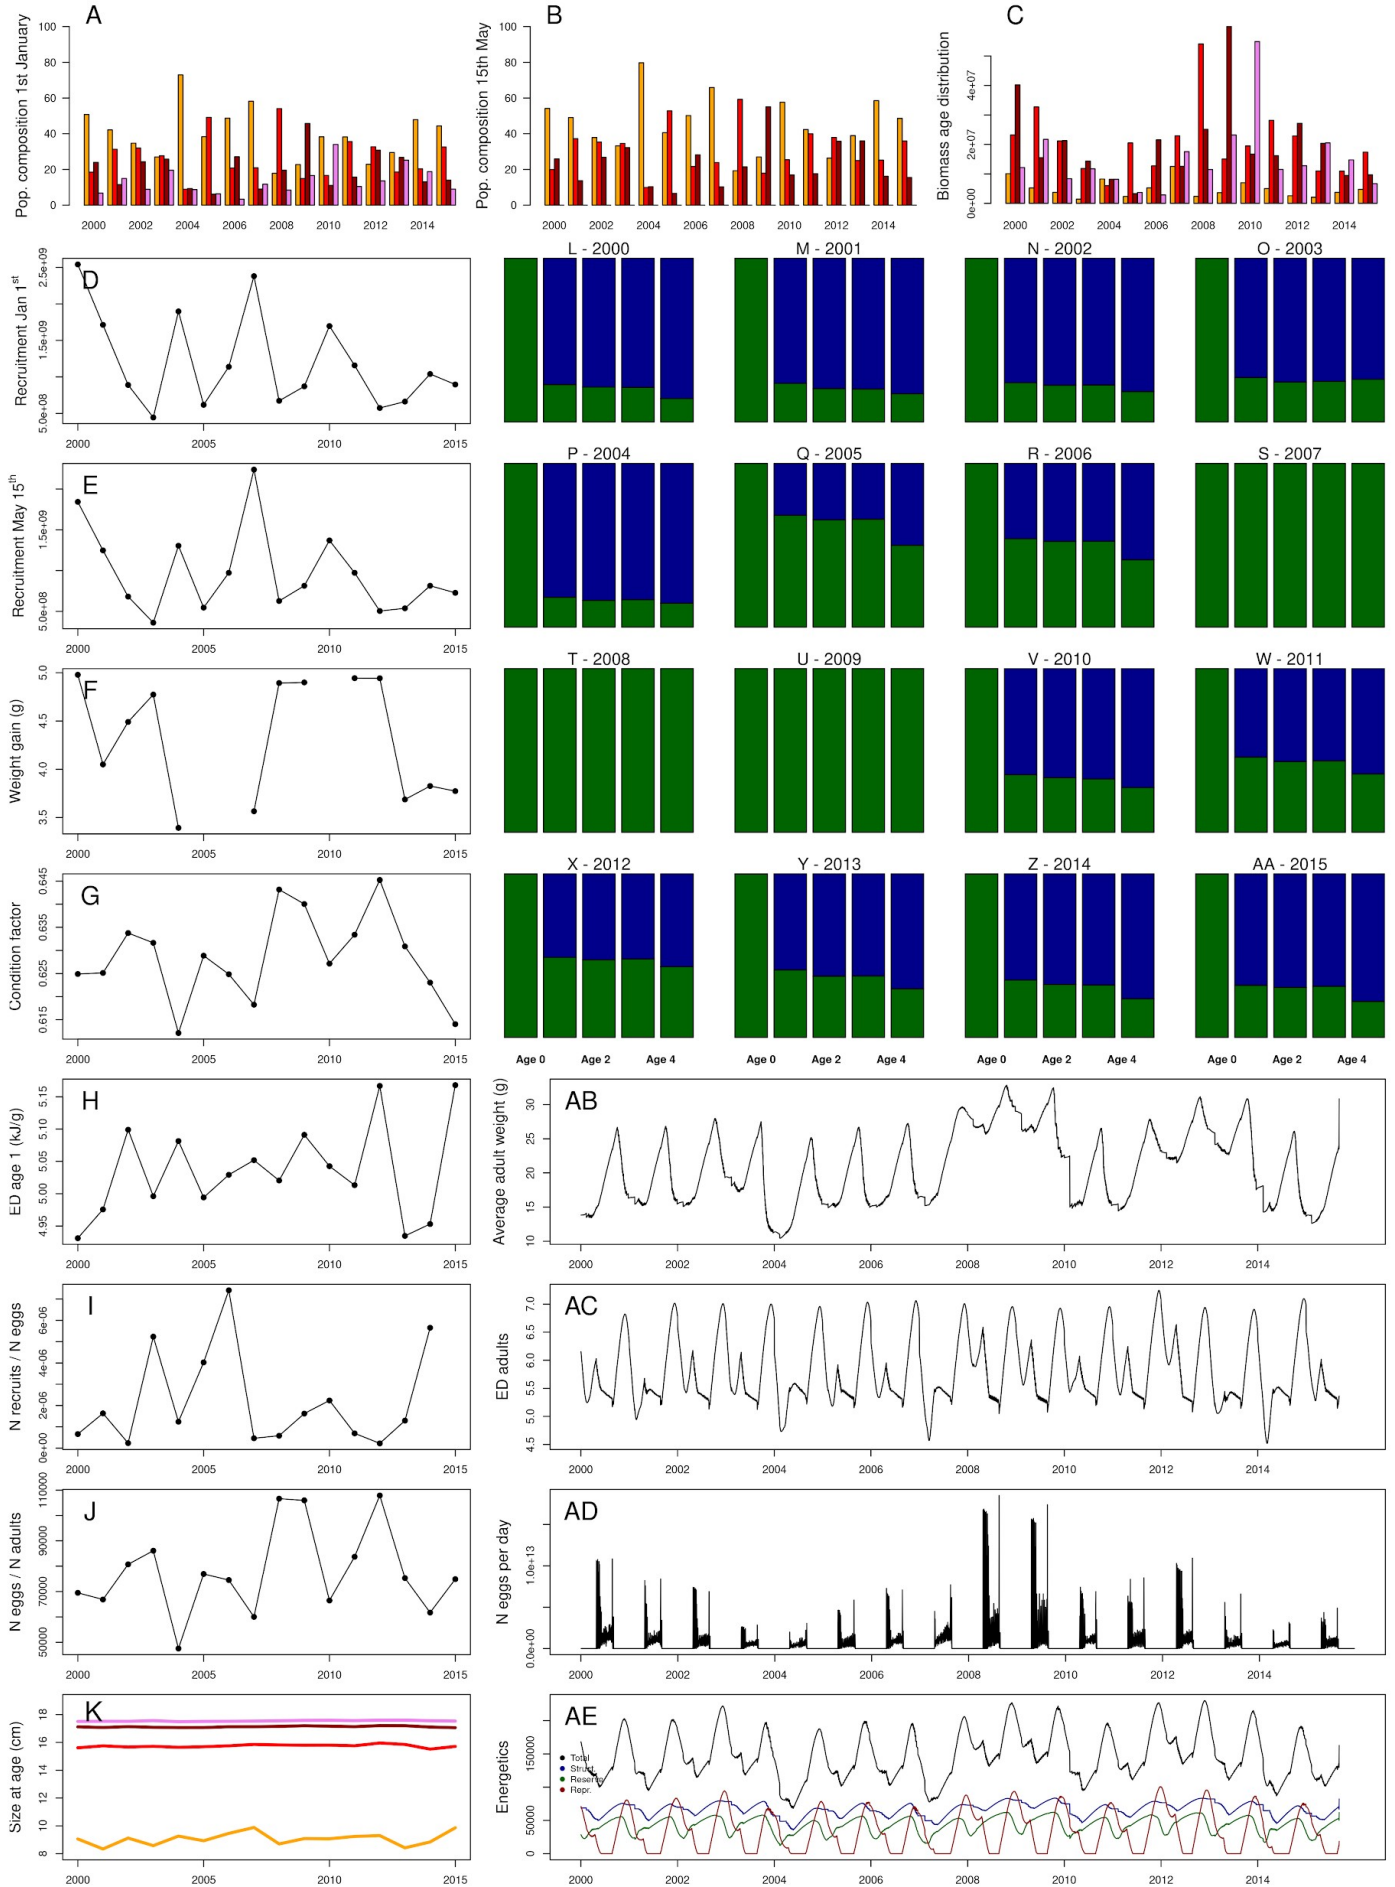 A
Pop. composition 1st January
0 20 40 60 80 100
2000 2002 2004 2006 2008 2010 2012 2014
B
Pop. composition 15th May
0 20 40 60 80 100
2000 2002 2004 2006 2008 2010 2012 2014
C
Biomass age distribution
0e+00 2e+07 4e+07
2000 2002 2004 2006 2008 2010 2012 2014
D
Recruitment Jan 1st
5.0e+08 1.5e+09 2.5e+09
2000 2005 2010 2015
L - 2000
M - 2001
N - 2002
O - 2003
E
Recruitment May 15th
5.0e+08 1.5e+09
2000 2005 2010 2015
P - 2004
Q - 2005
R - 2006
S - 2007
F
Weight gain (g)
3.5 4.0 4.5 5.0
2000 2005 2010 2015
T - 2008
U - 2009
V - 2010
W - 2011
G
Condition factor
0.615 0.625 0.635 0.645
2000 2005 2010 2015
X - 2012
Y - 2013
Z - 2014
AA - 2015
Age 0 Age 2 Age 4
Age 0 Age 2 Age 4
Age 0 Age 2 Age 4
Age 0 Age 2 Age 4
H
ED age 1 (kJ/g)
4.95 5.00 5.05 5.10 5.15
2000 2005 2010 2015
AB
Average adult weight (g)
10 15 20 25 30
2000 2002 2004 2006 2008 2010 2012 2014
I
N recruits / N eggs
0e+00 2e-06 4e-06 6e-06
2000 2005 2010 2015
AC
ED adults
4.5 5.0 5.5 6.0 6.5 7.0
2000 2002 2004 2006 2008 2010 2012 2014
J
N eggs / N adults
50000 70000 90000 110000
2000 2005 2010 2015
AD
N eggs per day
0.0e+00 1.0e+13
2000 2002 2004 2006 2008 2010 2012 2014
K
Size at age (cm)
8 10 12 14 16 18
2000 2005 2010 2015
AE
Energetics
0 50000 150000
Total
Struct.
Reserve
Repr.
2000 2002 2004 2006 2008 2010 2012 2014